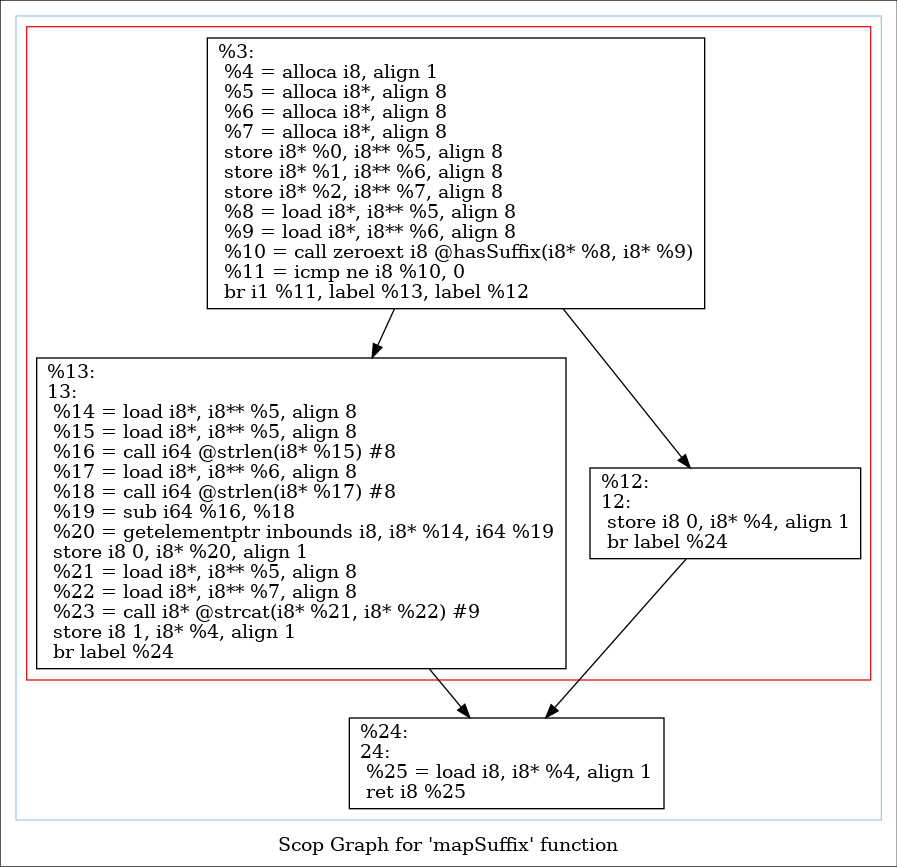 %3:
%4 = alloca i8, align 1
%5 = alloca i8*, align 8
%6 = alloca i8*, align 8
%7 = alloca i8*, align 8
store i8* %0, i8** %5, align 8
store i8* %1, i8** %6, align 8
store i8* %2, i8** %7, align 8
%8 = load i8*, i8** %5, align 8
%9 = load i8*, i8** %6, align 8
%10 = call zeroext i8 @hasSuffix(i8* %8, i8* %9)
%11 = icmp ne i8 %10, 0
br i1 %11, label %13, label %12
%13:
13:
%14 = load i8*, i8** %5, align 8
%15 = load i8*, i8** %5, align 8
%16 = call i64 @strlen(i8* %15) #8
%17 = load i8*, i8** %6, align 8
%18 = call i64 @strlen(i8* %17) #8
%19 = sub i64 %16, %18
%20 = getelementptr inbounds i8, i8* %14, i64 %19
store i8 0, i8* %20, align 1
%21 = load i8*, i8** %5, align 8
%22 = load i8*, i8** %7, align 8
%23 = call i8* @strcat(i8* %21, i8* %22) #9
store i8 1, i8* %4, align 1
br label %24
%12:
12:
store i8 0, i8* %4, align 1
br label %24
%24:
24:
%25 = load i8, i8* %4, align 1
ret i8 %25
Scop Graph for 'mapSuffix' function